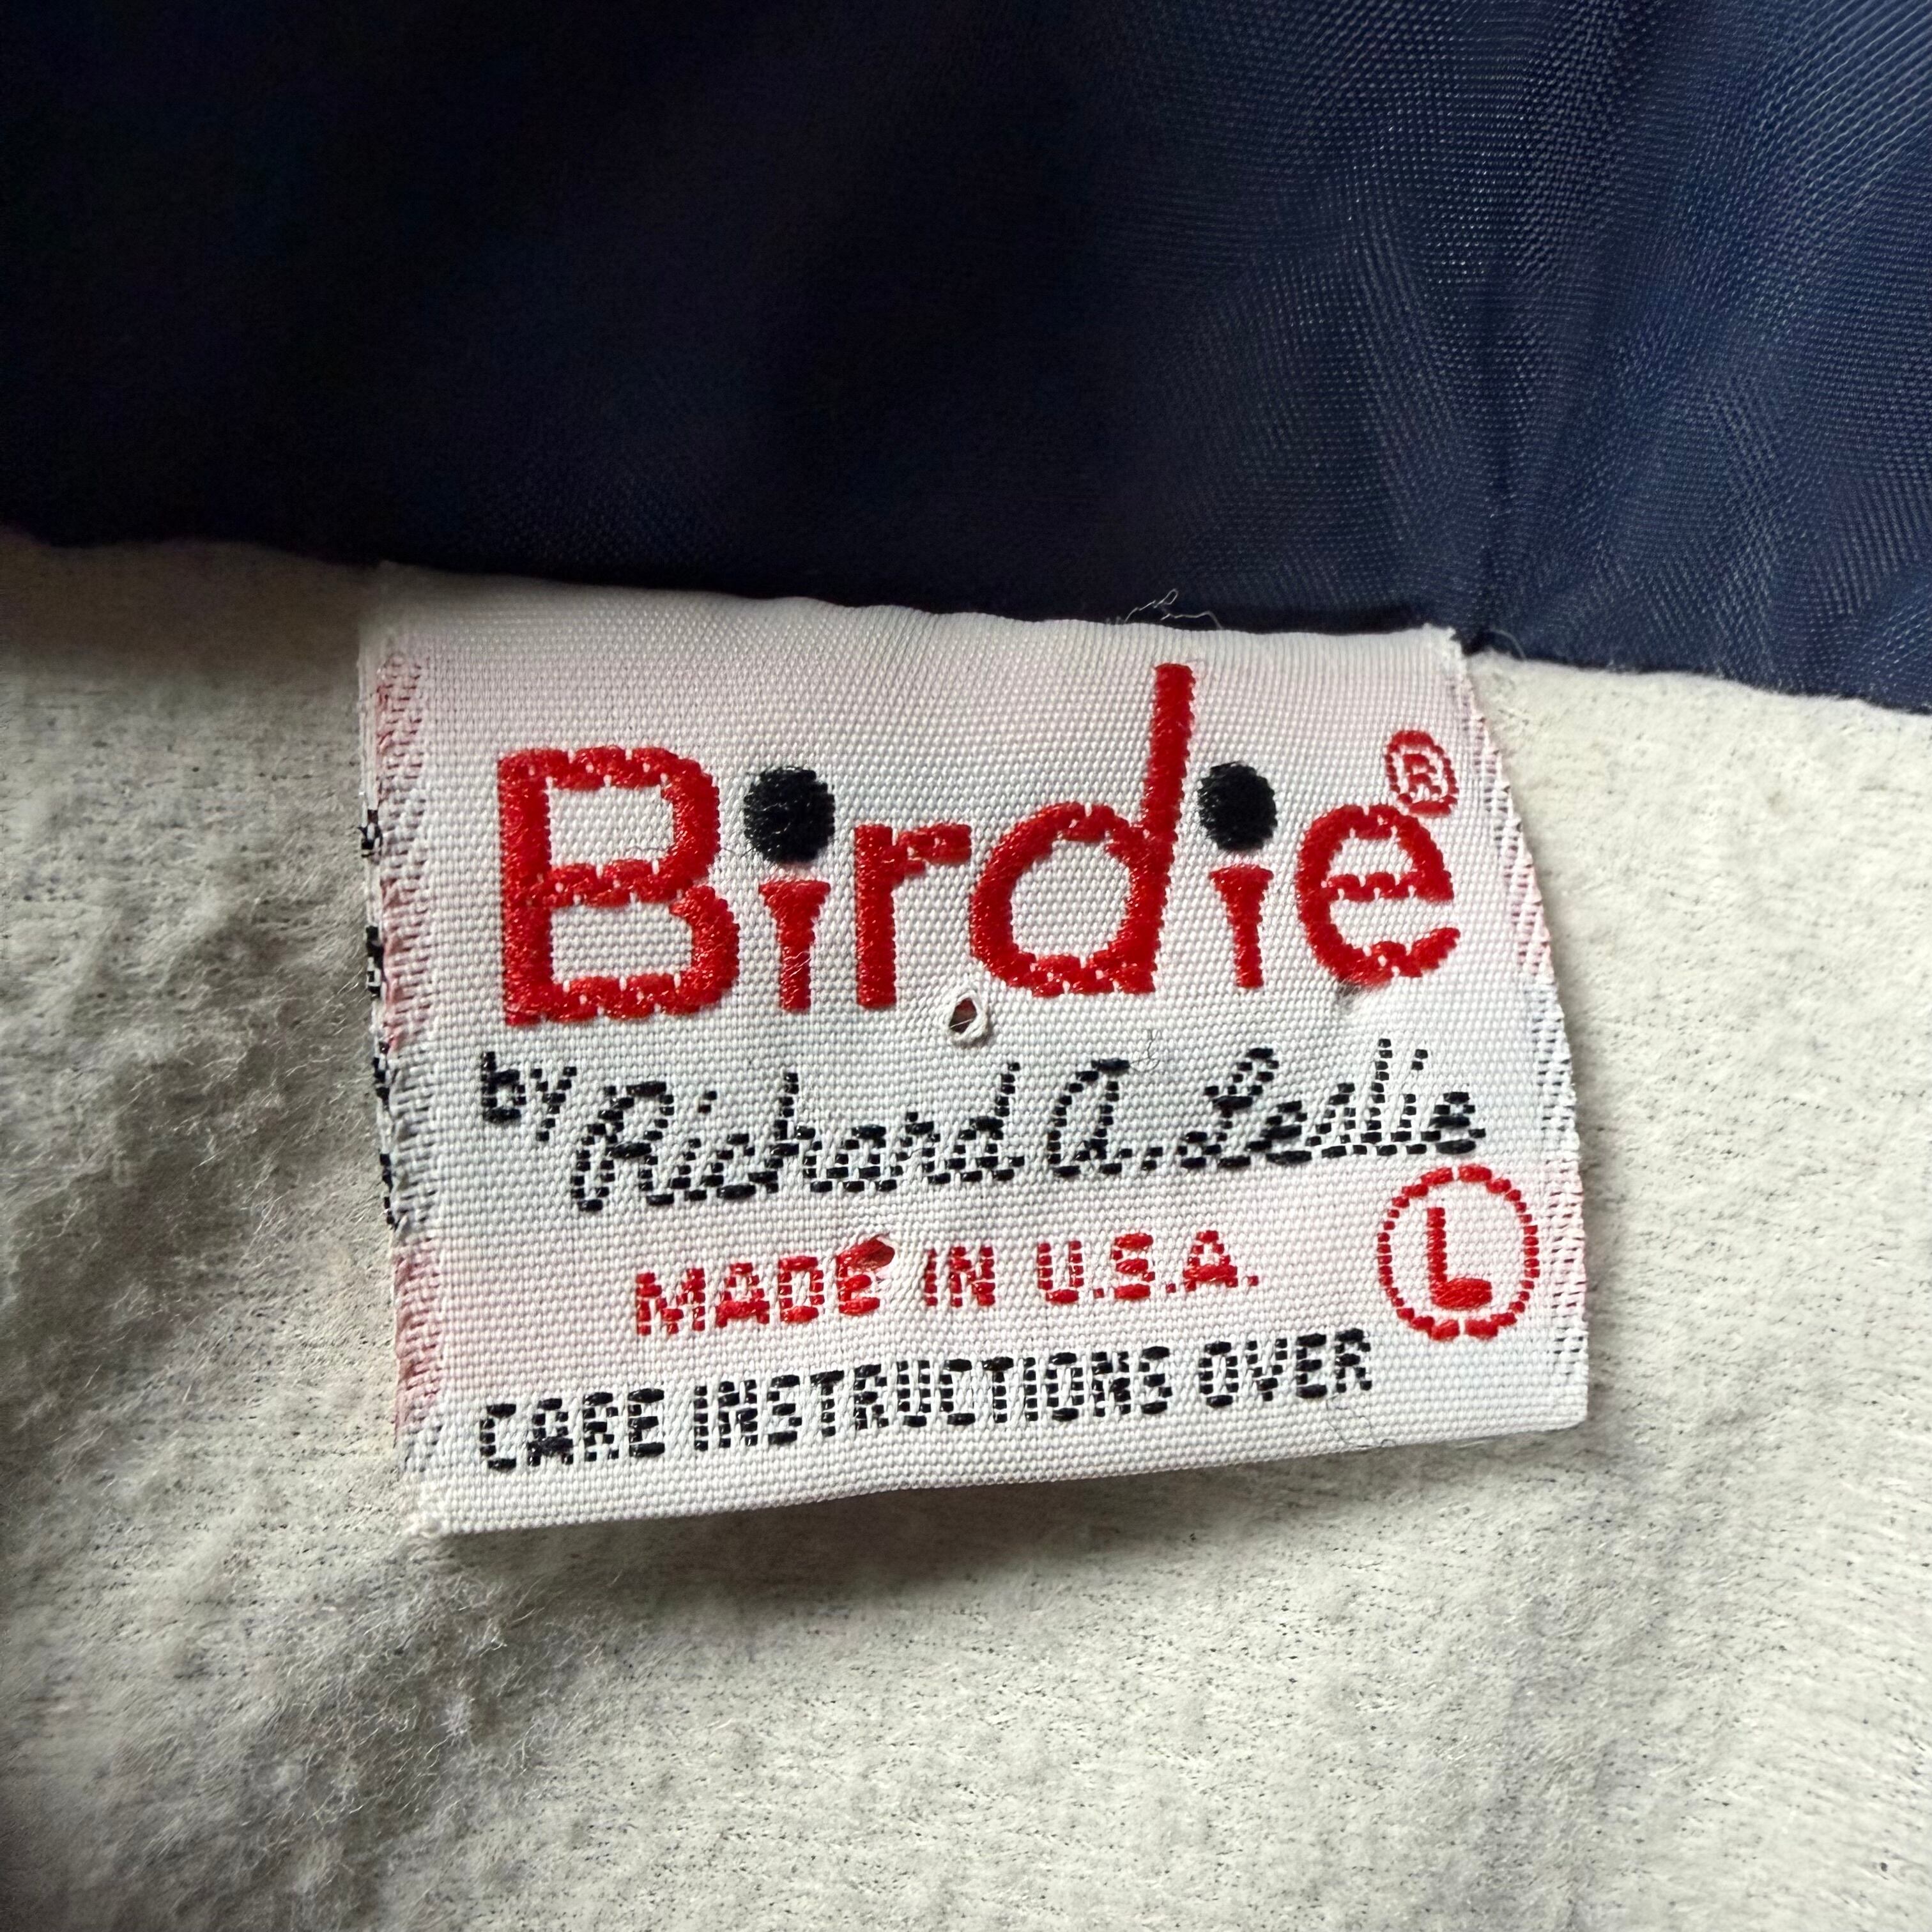 Birdie®
by Richard A. Leslie
MADE IN U.S.A. L
CARE INSTRUCTIONS OVER